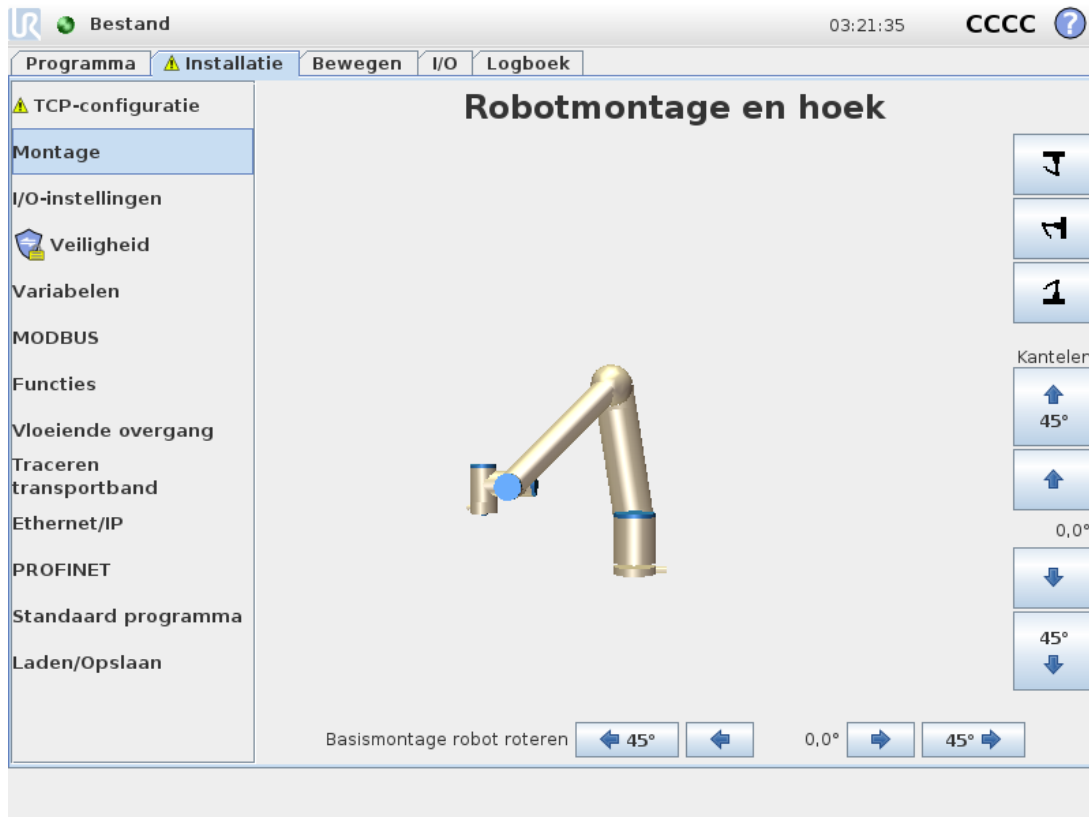 UR
Bestand
03:21:35
CCCC
?
Programma
Installatie
Bewegen
I/O
Logboek
TCP-configuratie
Montage
I/O-instellingen
Veiligheid
Variabelen
MODBUS
Functies
Vloeiende overgang
Traceren
transportband
Ethernet/IP
PROFINET
Standaard programma
Laden/Opslaan
Robotmontage en hoek
Kantelen
45°
0,0°
45°
Basismontage robot roteren
45°
0,0°
45°